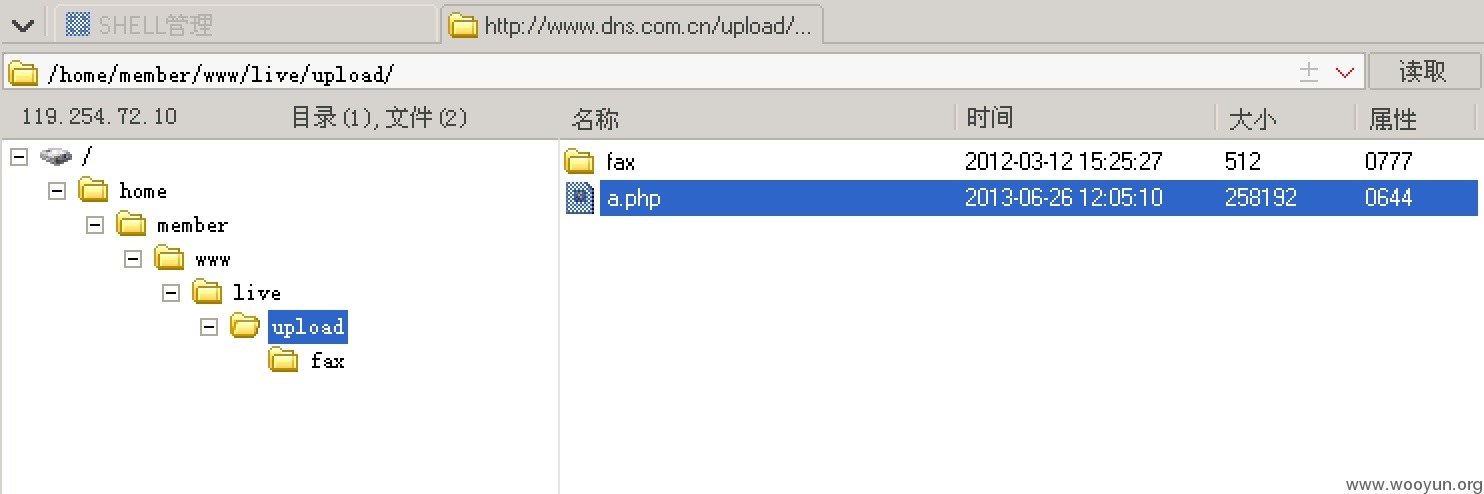 SHELL管理 http://www.dns.com.cn/upload/...
/home/member/www/live/upload/ 读取
119.254.72.10 目录(1),文件(2) 名称 时间 大小 属性
/ fax 2012-03-12 15:25:27 512 0777
home a.php 2013-06-26 12:05:10 258192 0644
member
www
live
upload
fax
www.wooyun.org